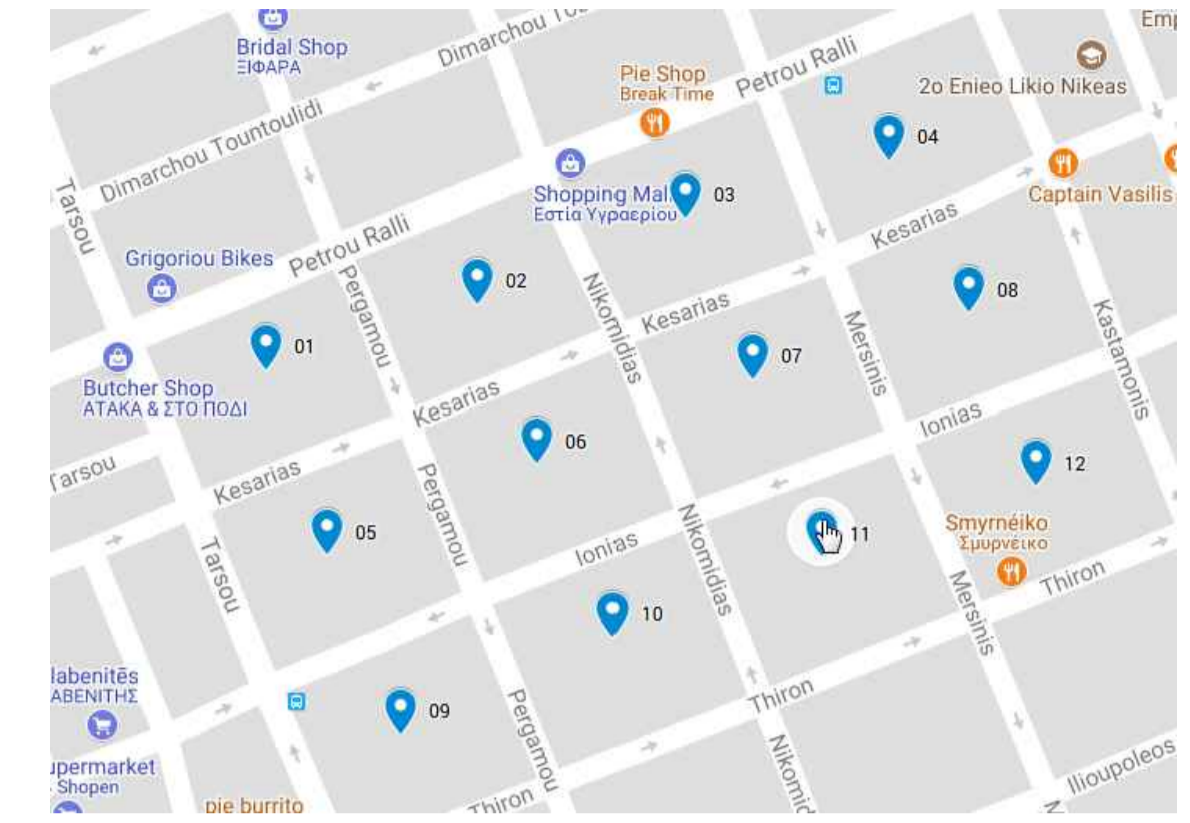 Dimarchou Tou
Emp
Bridal Shop
ΞΙΦΑΡΑ
Petrou Ralli
Pie Shop
Break Time
2o Enieo Likio Nikeas
Dimarchou Tountoulidi
04
Tarsou
Shopping Mal
Εστία Υγραερίου
03
Captain Vasilis
Kesarias
Petrou Ralli
Grigoriou Bikes
02
08
Pergamou
Nikomidias
Kesarias
Mersinis
Kastamonis
01
07
Butcher Shop
ΑΤΑΚΑ & ΣΤΟ ΠΟΔΙ
Kesarias
Ionias
06
12
Tarsou
Kesarias
Pergamou
05
Ionias
Nikomidias
11
Smyrnéiko
Σμυρνέικο
Tarsou
Thiron
Mersinis
10
labenitēs
ΑΒΕΝΙΤΗΣ
09
Thiron
Pergamou
upermarket
Shopen
Nikomid
Ilioupoleos
pie burrito
Thiron